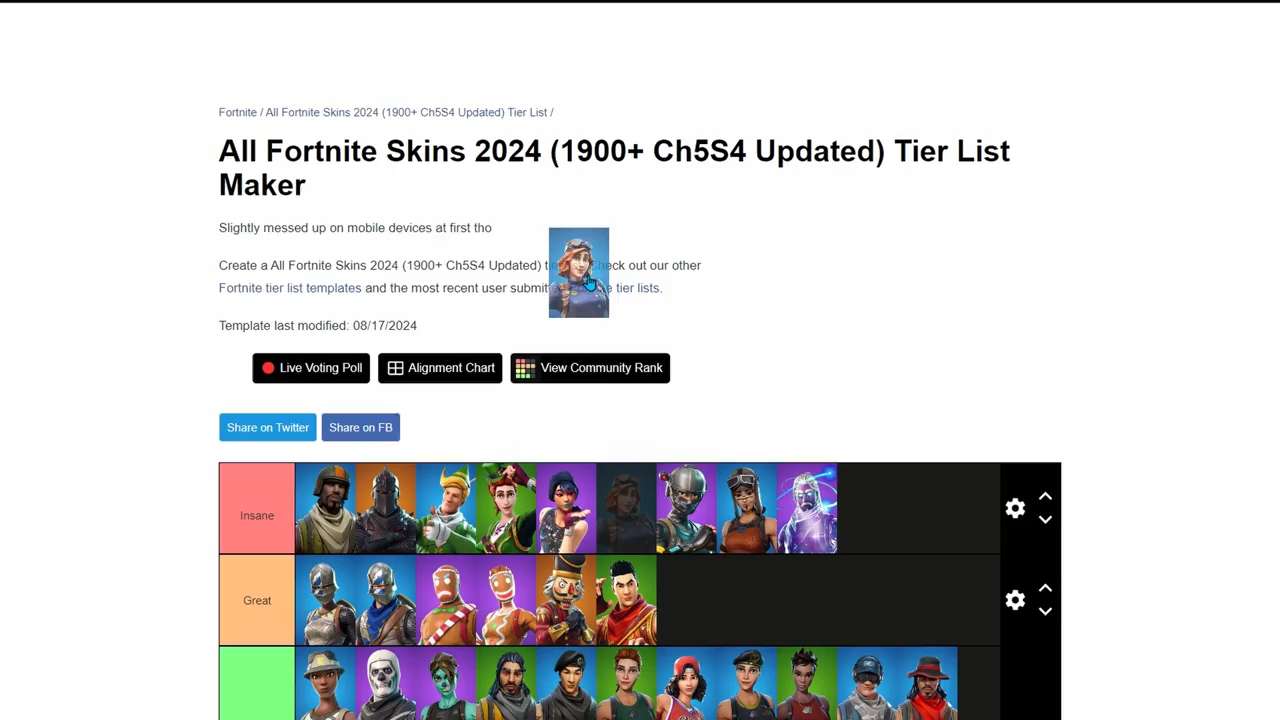 Fortnite / All Fortnite Skins 2024 (1900+ Ch5S4 Updated) Tier List /
All Fortnite Skins 2024 (1900+ Ch5S4 Updated) Tier List
Maker
Slightly messed up on mobile devices at first tho
Create a All Fortnite Skins 2024 (1900+ Ch5S4 Updated) check out our other
Fortnite tier list templates and the most recent user tier lists.
Template last modified: 08/17/2024
Live Voting Poll
Alignment Chart
View Community Rank
Share on Twitter
Share on FB
Insane
Great